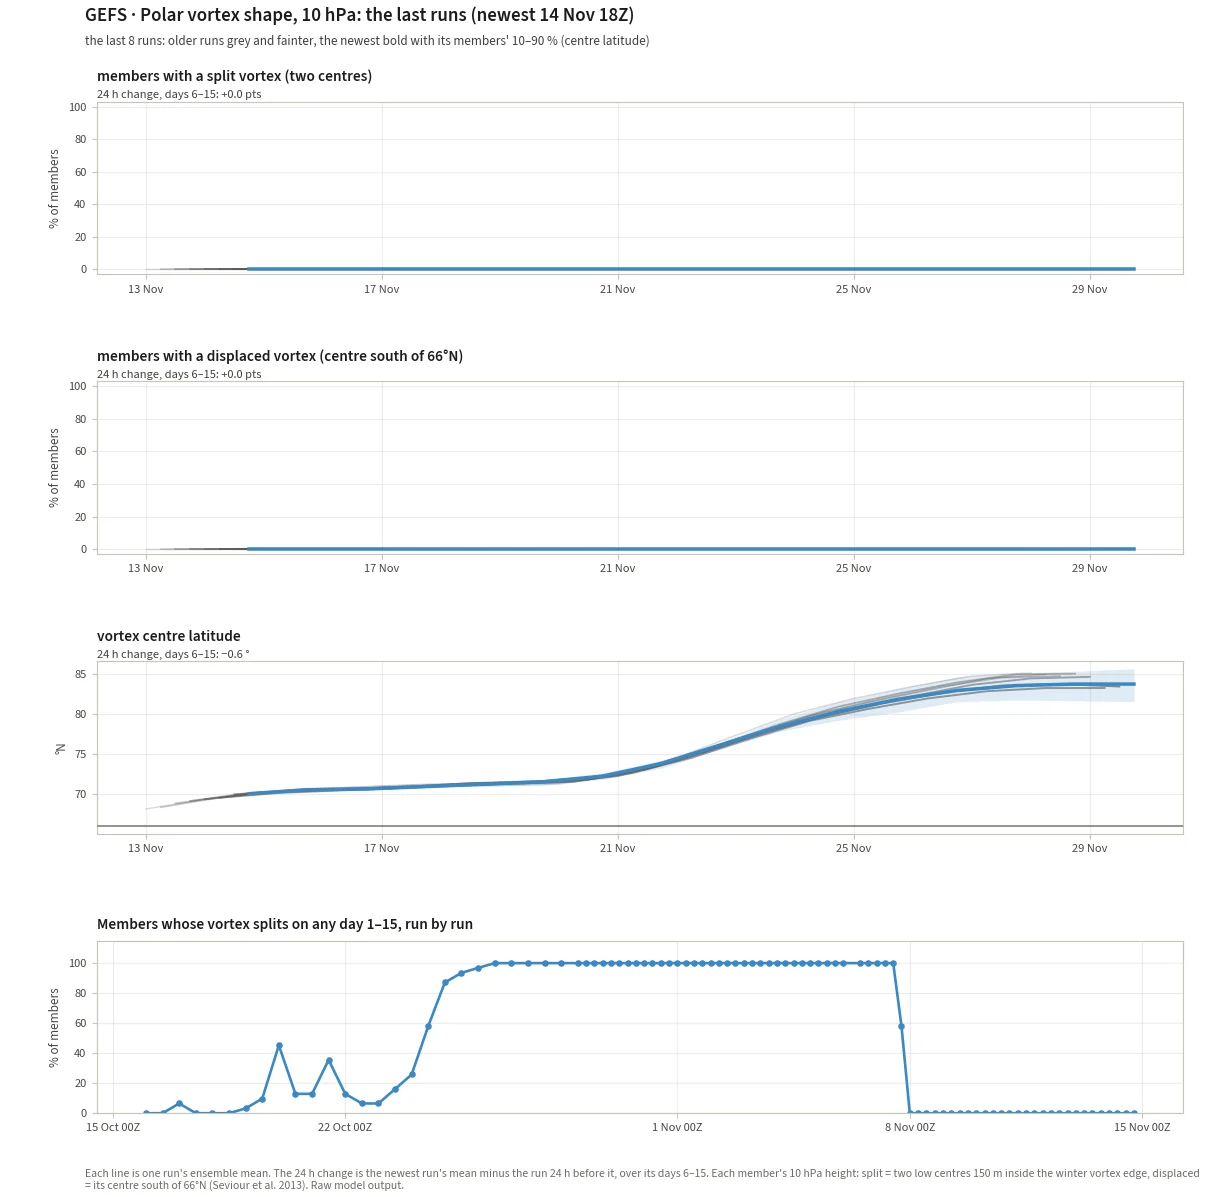 GEFS · Polar vortex shape, 10 hPa: the last runs (newest 14 Nov 18Z)
the last 8 runs: older runs grey and fainter, the newest bold with its members' 10–90 % (centre latitude)
members with a split vortex (two centres)
24 h change, days 6–15: +0.0 pts
100
80
60
40
20
0
% of members
13 Nov 17 Nov 21 Nov 25 Nov 29 Nov
members with a displaced vortex (centre south of 66°N)
24 h change, days 6–15: +0.0 pts
100
80
60
40
20
0
% of members
13 Nov 17 Nov 21 Nov 25 Nov 29 Nov
vortex centre latitude
24 h change, days 6–15: −0.6 °
85
80
75
70
°N
13 Nov 17 Nov 21 Nov 25 Nov 29 Nov
Members whose vortex splits on any day 1–15, run by run
100
80
60
40
20
0
% of members
15 Oct 00Z 22 Oct 00Z 1 Nov 00Z 8 Nov 00Z 15 Nov 00Z
Each line is one run's ensemble mean. The 24 h change is the newest run's mean minus the run 24 h before it, over its days 6–15. Each member's 10 hPa height: split = two low centres 150 m inside the winter vortex edge, displaced
= its centre south of 66°N (Seviour et al. 2013). Raw model output.